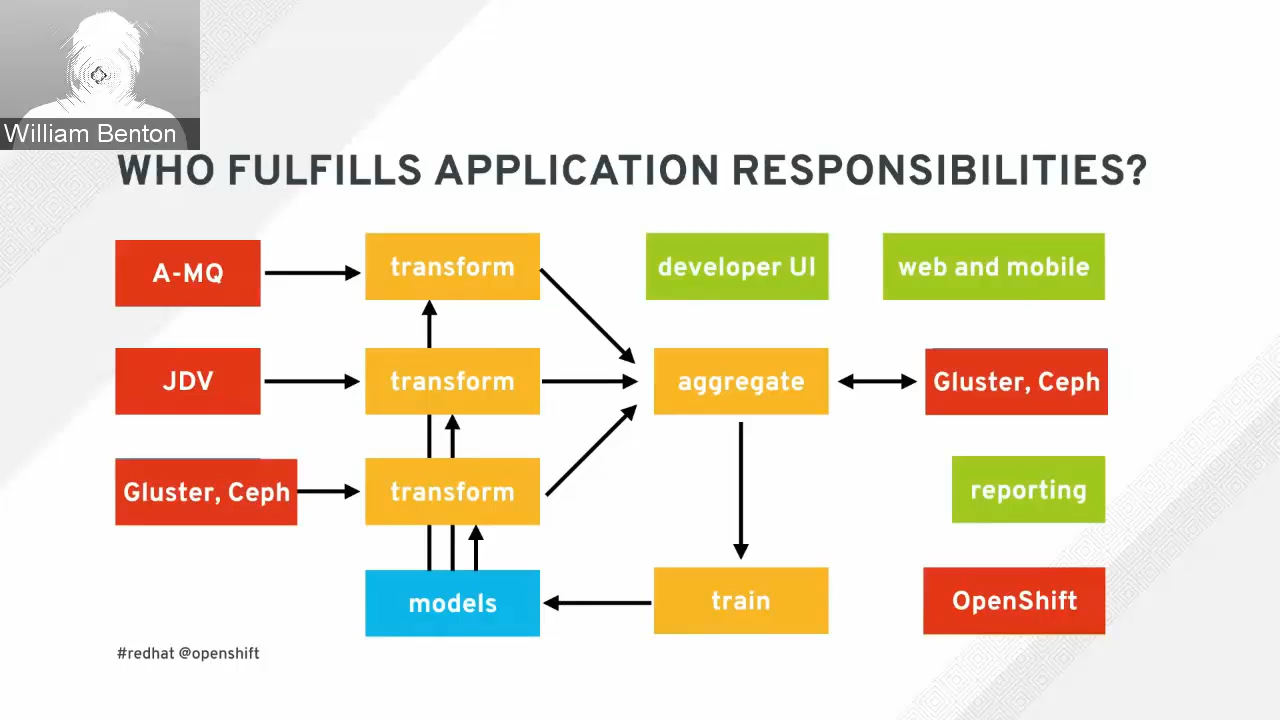 William Benton
WHO FULFILLS APPLICATION RESPONSIBILITIES?
A-MQ
transform
developer UI
web and mobile
JDV
transform
aggregate
Gluster, Ceph
Gluster, Ceph
transform
reporting
models
train
OpenShift
#redhat @openshift